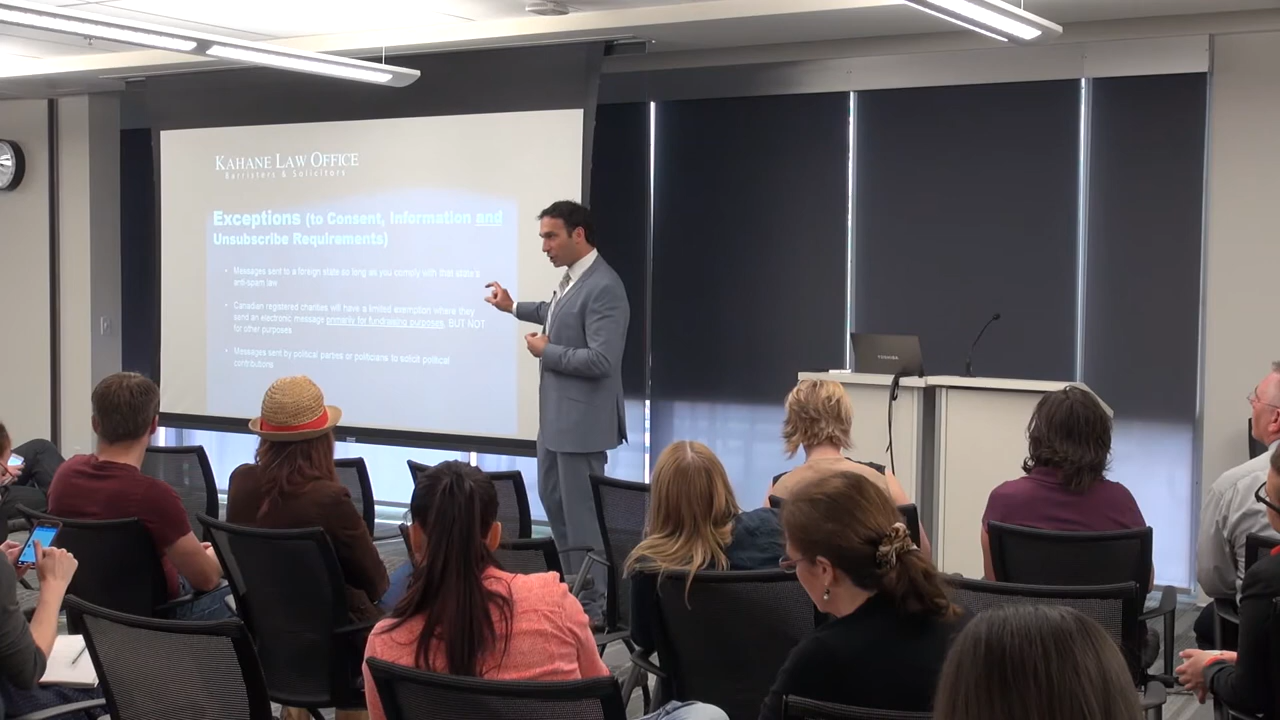 KAHANE LAW OFFICE
Barristers & Solicitors
Exceptions (to Consent, Information and
Unsubscribe Requirements)
• Messages sent to a foreign state so long as you comply with that state's
anti-spam law
• Canadian registered charities will have a limited exemption where they
send an electronic message primarily for fundraising purposes, BUT NOT
for other purposes
• Messages sent by political parties or politicians to solicit political
contributions
TOSHIBA